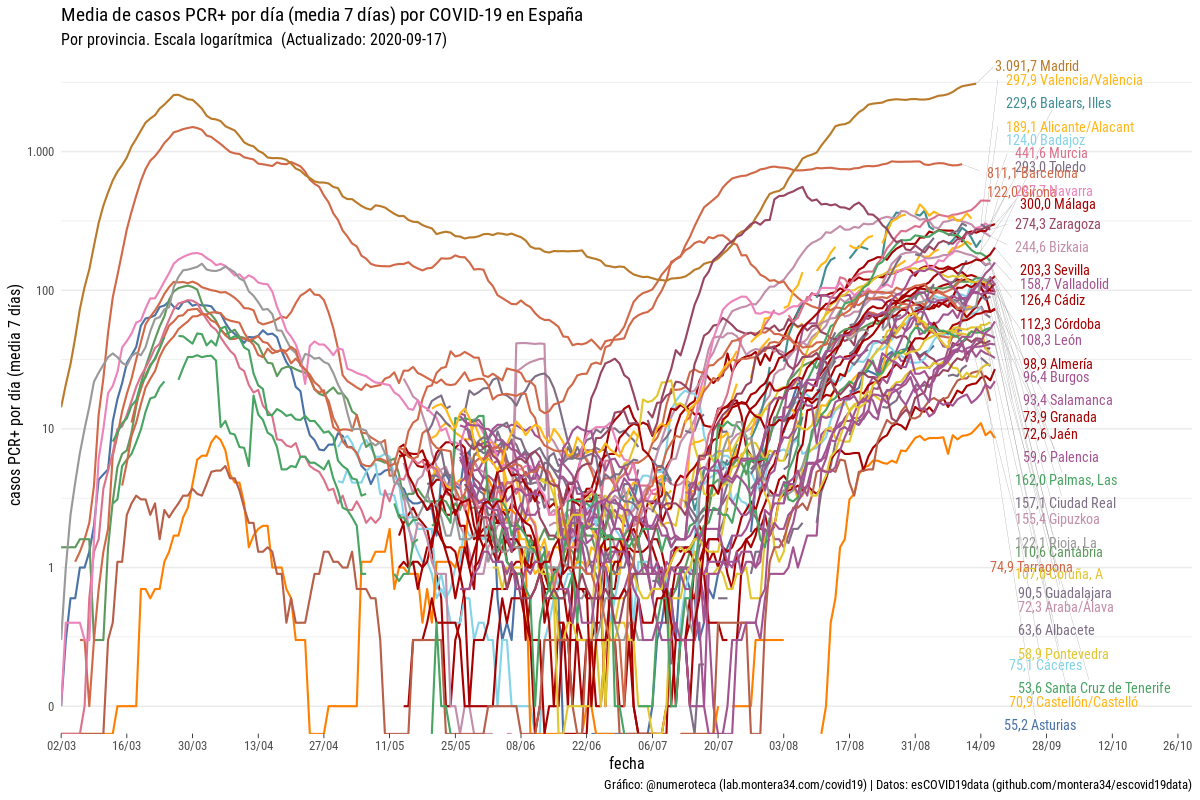 Media de casos PCR+ por día (media 7 días) por COVID-19 en España
Por provincia. Escala logarítmica (Actualizado: 2020-09-17)
casos PCR+ por día (media 7 días)
1.000
100
10
1
0
3.091,7 Madrid
297,9 Valencia/València
229,6 Balears, Illes
189,1 Alicante/Alacant
124,0 Badajoz
441,6 Murcia
293,0 Toledo
811,1 Barcelona
Navarra
122,0 Girona
300,0 Málaga
274,3 Zaragoza
244,6 Bizkaia
203,3 Sevilla
158,7 Valladolid
126,4 Cádiz
112,3 Córdoba
108,3 León
98,9 Almería
96,4 Burgos
93,4 Salamanca
73,9 Granada
72,6 Jaén
59,6 Palencia
162,0 Palmas, Las
157,1 Ciudad Real
155,4 Gipuzkoa
122,1 Rioja, La
110,6 Cantabria
74,9 Tarragona
107,0 Coruña, A
90,5 Guadalajara
72,3 Araba/Álava
63,6 Albacete
58,9 Pontevedra
75,1 Cáceres
53,6 Santa Cruz de Tenerife
70,9 Castellón/Castelló
55,2 Asturias
02/03 16/03 30/03 13/04 27/04 11/05 25/05 08/06 22/06 06/07 20/07 03/08 17/08 31/08 14/09 28/09 12/10 26/10
fecha
Gráfico: @numeroteca (lab.montera34.com/covid19) | Datos: esCOVID19data (github.com/montera34/escovid19data)